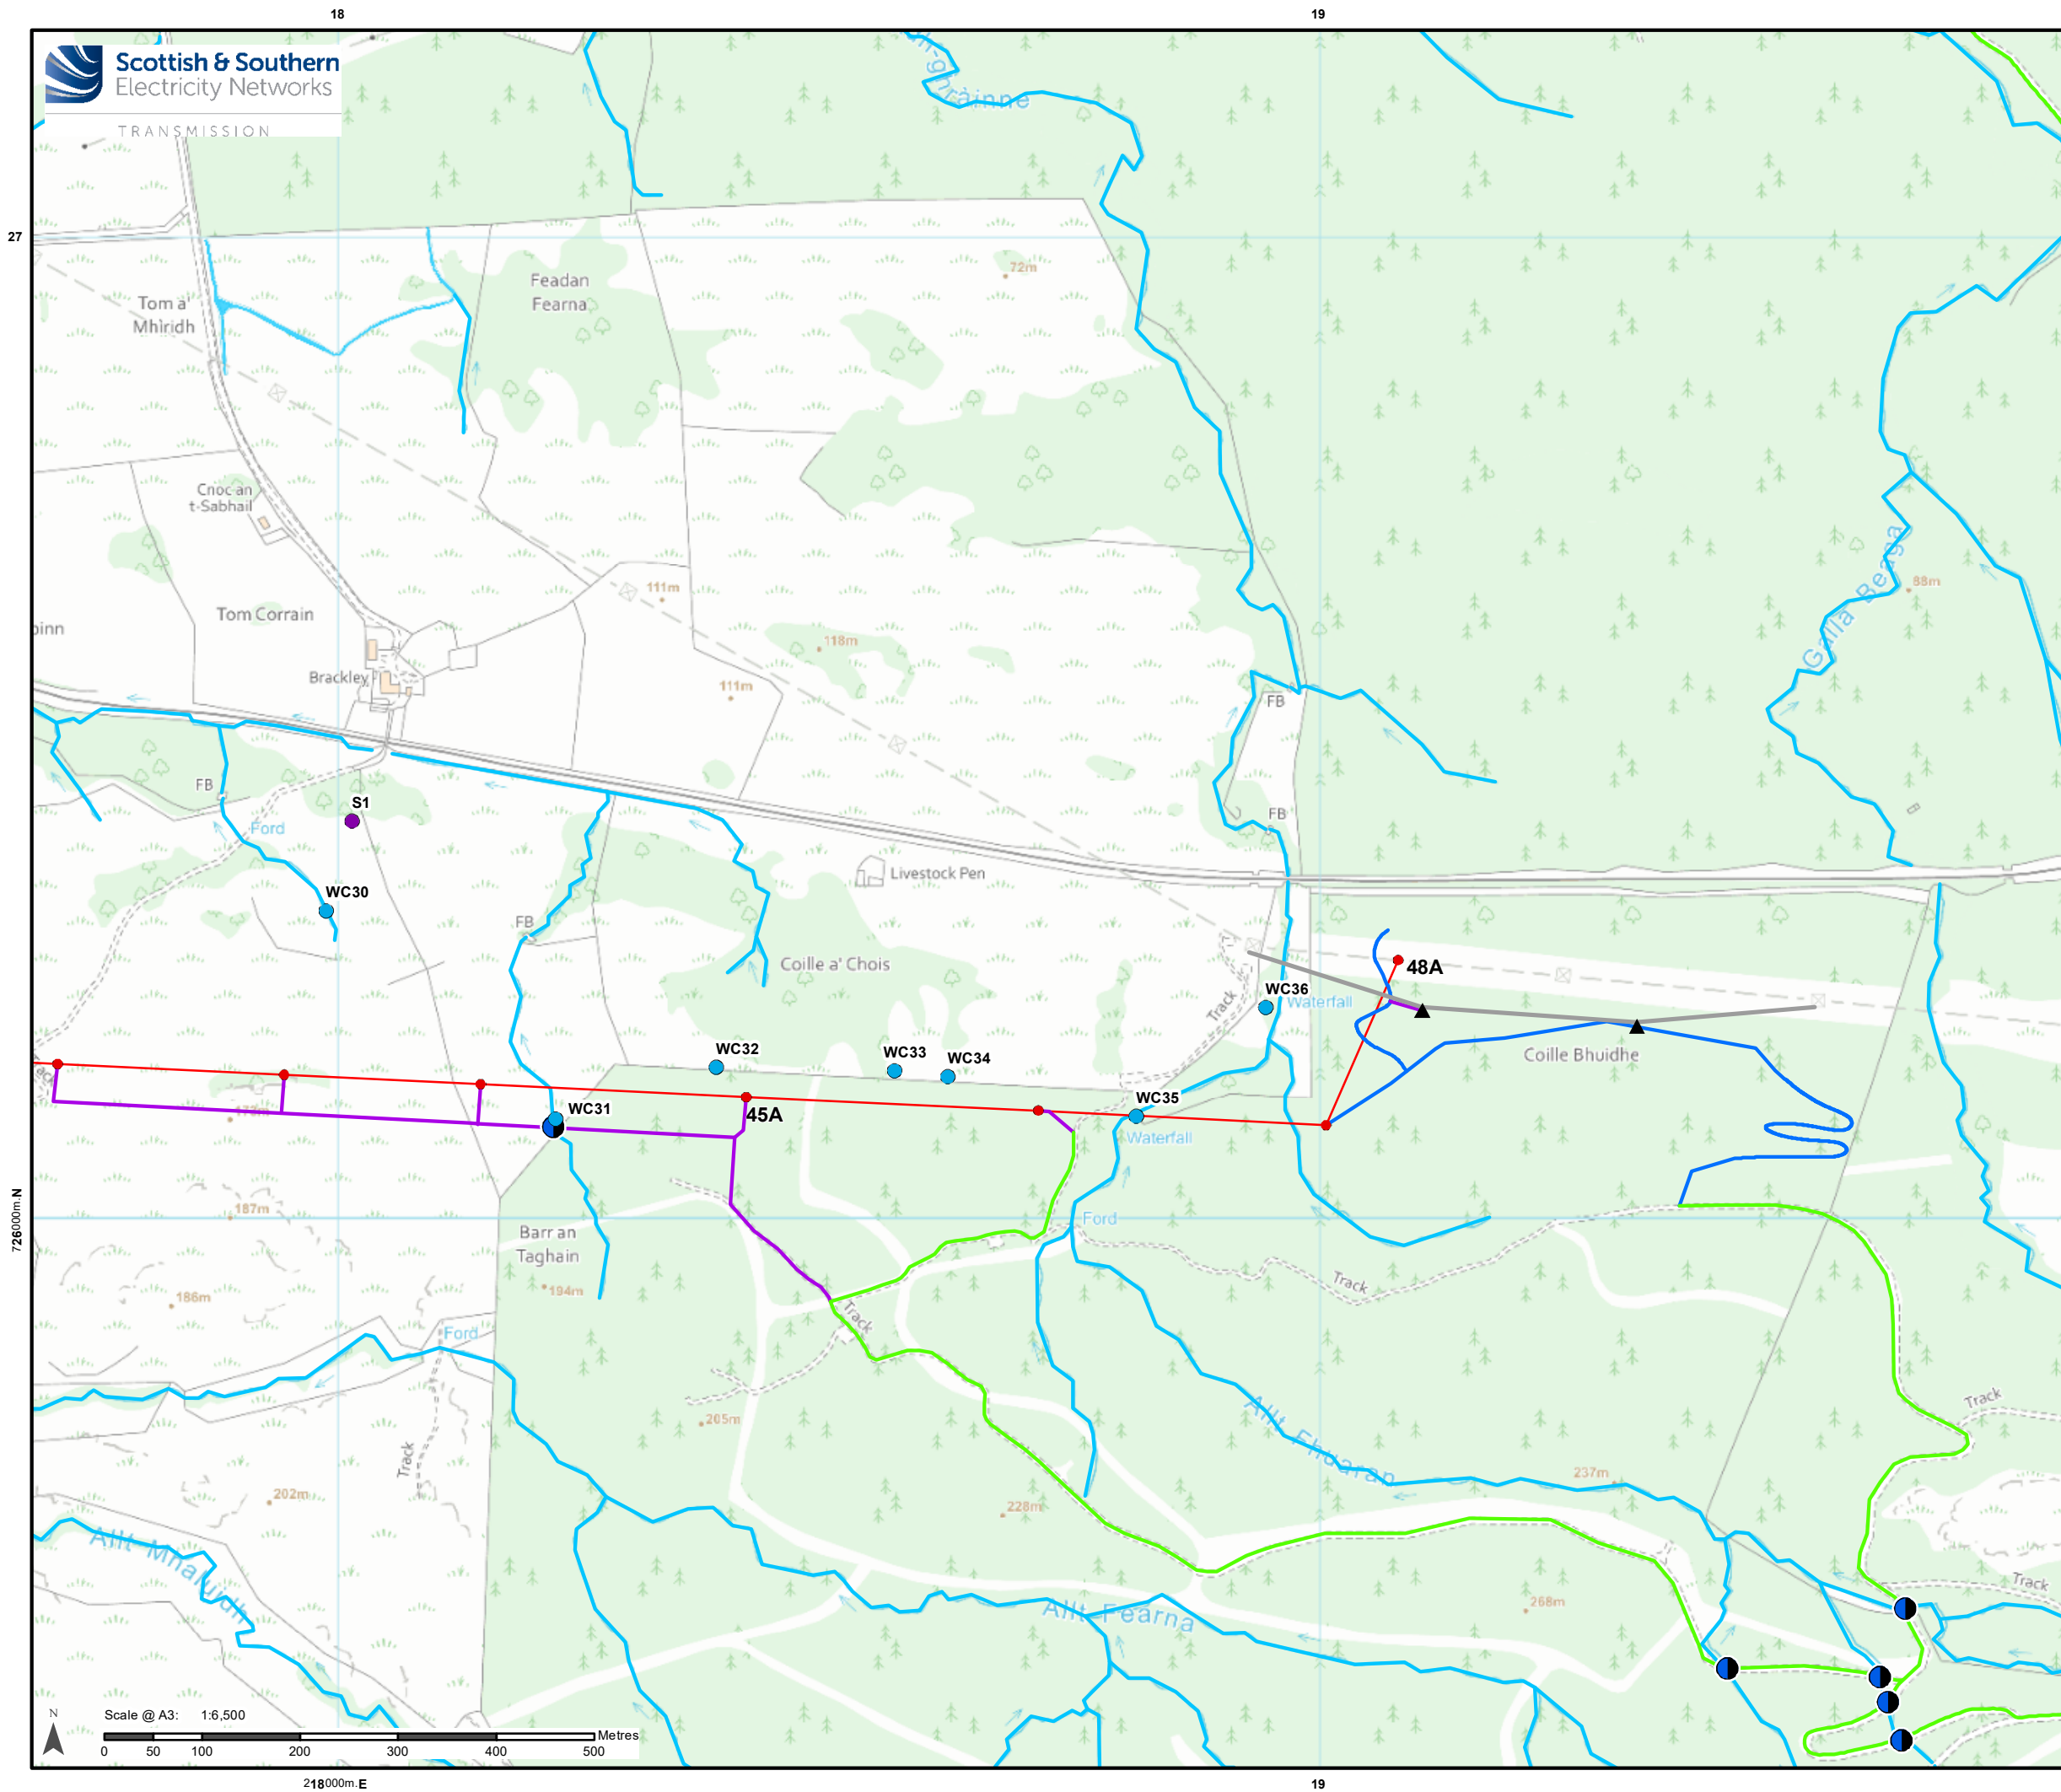 18
19
Scottish & Southern
Electricity Networks
TRANSMISSION
27
72m
Feadan
Fearna
Tom a'
Mhìridh
Cnoc an
t-Sabhail
Galla Beaga
88m
111m
Tom Corrain
118m
Brackley
111m
FB
FB
S1
FB
Ford
Livestock Pen
WC30
FB
Coille a' Chois
48A
WC36
Waterfall
Track
WC33
WC34
WC32
Coille Bhuidhe
WC31
45A
WC35
Waterfall
187m
Ford
726000m.N
Barr an
Taghain
194m
Track
186m
Ford
Track
Track
205m
Allt Fhuaran
237m
Track
202m
228m
Allt Mhaluidh
268m
Track
Allt Fearna
N
Scale @ A3: 1:6,500
Metres
0 50 100 200 300 400 500
218000m.E
19